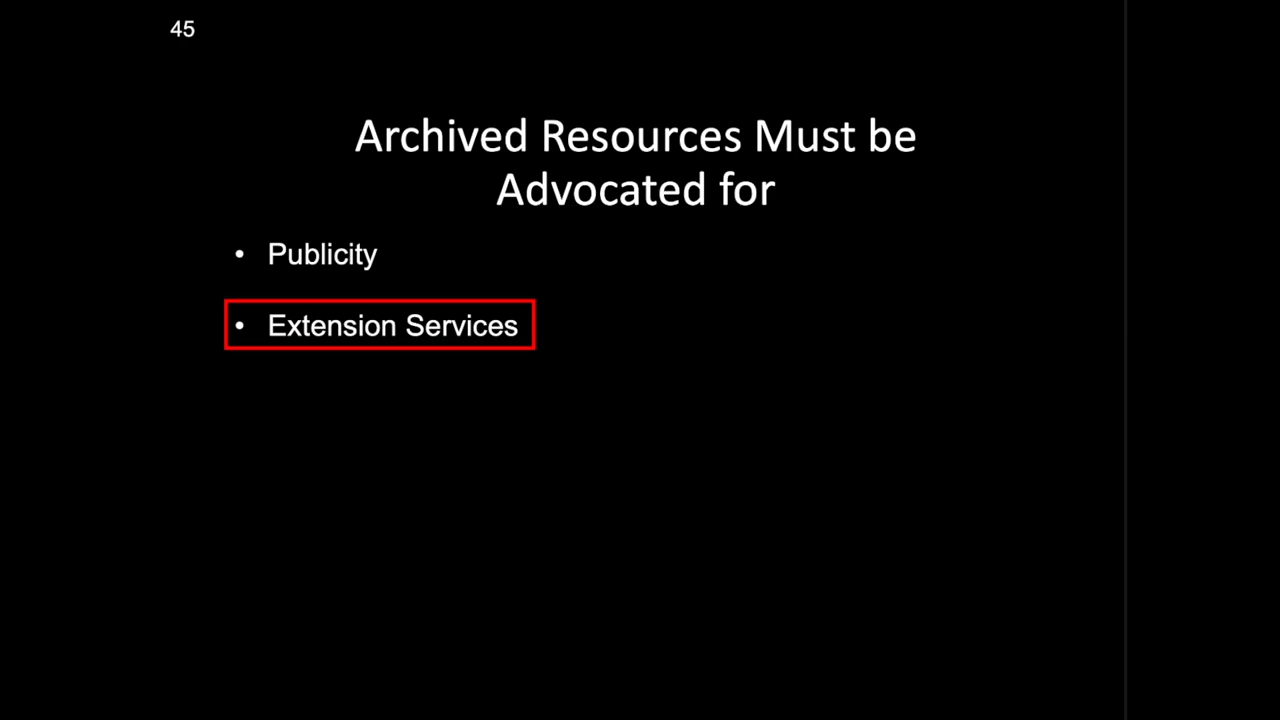 45
Archived Resources Must be
Advocated for
• Publicity
• Extension Services